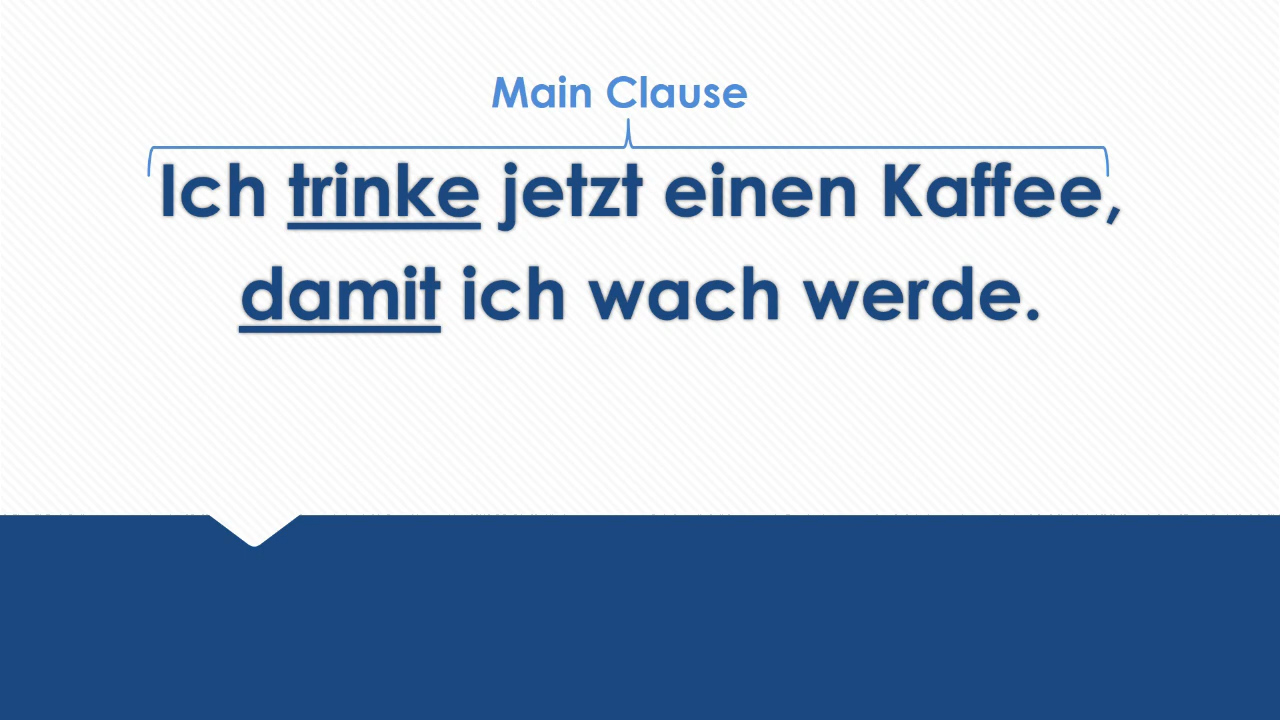 Main Clause
Ich trinke jetzt einen Kaffee,
damit ich wach werde.